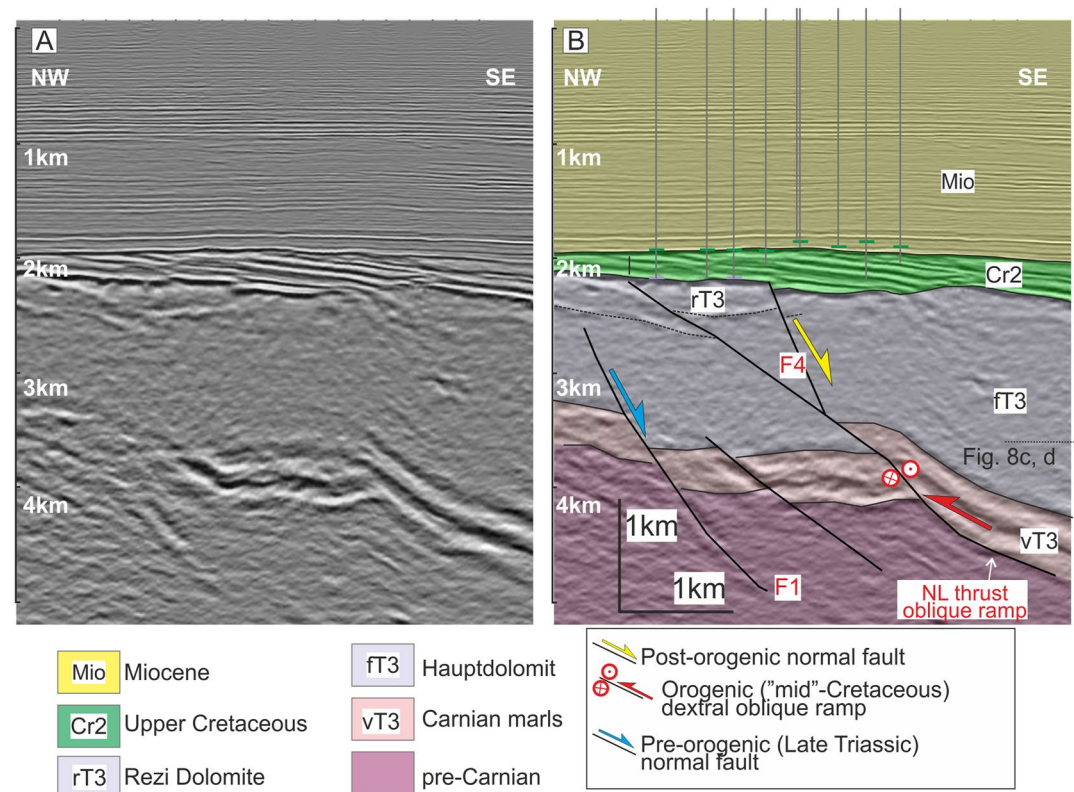 A
NW
SE
1km
2km
3km
4km
B
NW
SE
1km
Mio
2km
Cr2
rT3
3km
F4
fT3
Fig. 8c, d
4km
1km
vT3
1km
F1
NL thrust
oblique ramp
Mio Miocene
Cr2 Upper Cretaceous
rT3 Rezi Dolomite
fT3 Hauptdolomit
vT3 Carnian marls
pre-Carnian
Post-orogenic normal fault
Orogenic ("mid"-Cretaceous)
dextral oblique ramp
Pre-orogenic (Late Triassic)
normal fault